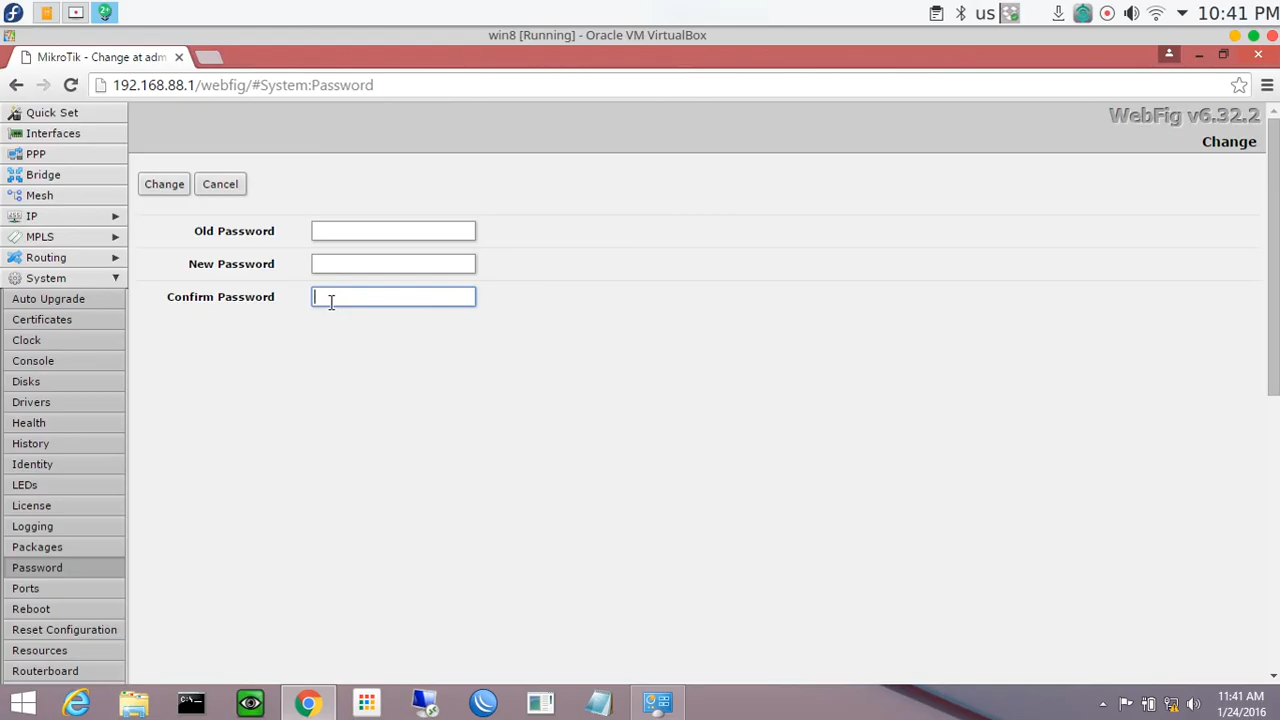 us
10:41 PM
win8 [Running] - Oracle VM VirtualBox
MikroTik - Change at adm
192.168.88.1/webfig/#System:Password
Quick Set
WebFig v6.32.2
Interfaces
Change
PPP
Bridge
Change
Cancel
Mesh
IP
Old Password
MPLS
Routing
New Password
System
Confirm Password
Auto Upgrade
Certificates
Clock
Console
Disks
Drivers
Health
History
Identity
LEDs
License
Logging
Packages
Password
Ports
Reboot
Reset Configuration
Resources
Routerboard
11:41 AM
1/24/2016